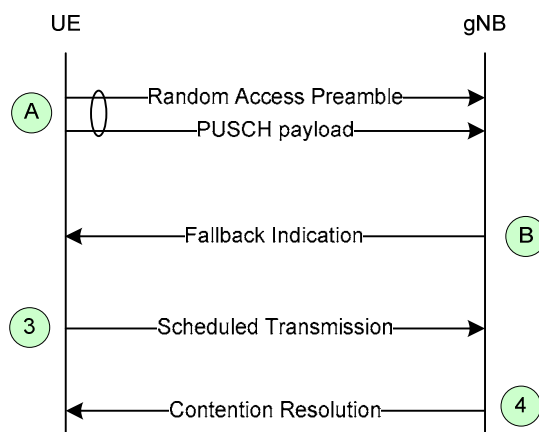 UE
gNB
A
Random Access Preamble
PUSCH payload
Fallback Indication
B
3
Scheduled Transmission
Contention Resolution
4